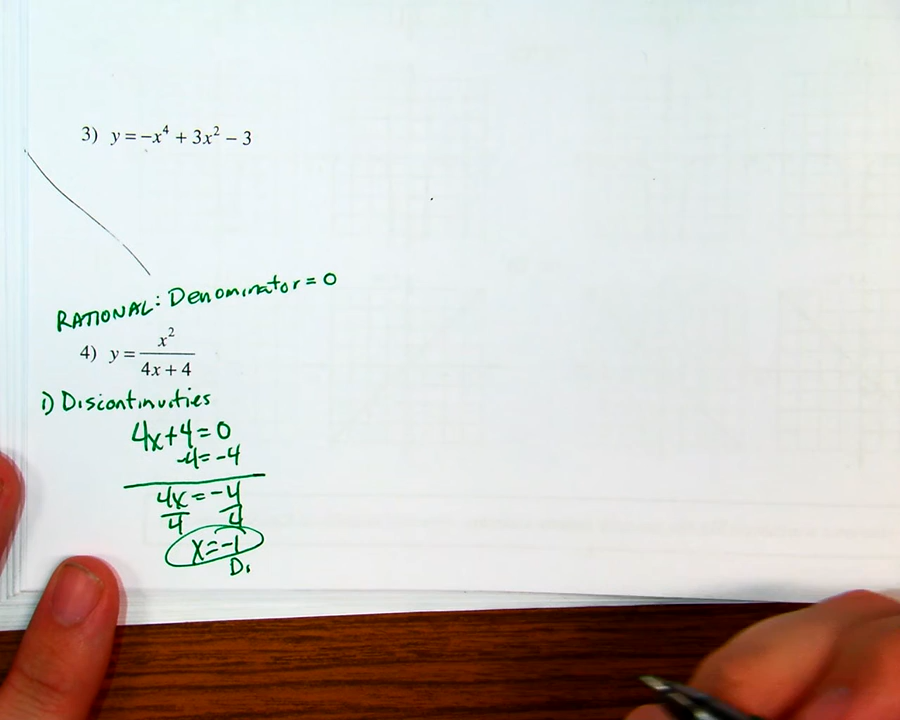 3) y = −x⁴ + 3x² − 3
RATIONAL: Denominator = 0
4) y = x² / 4x + 4
1) Discontinuities
4x+4=0
-4=-4
4x=-4
4 4
x=-1
Di